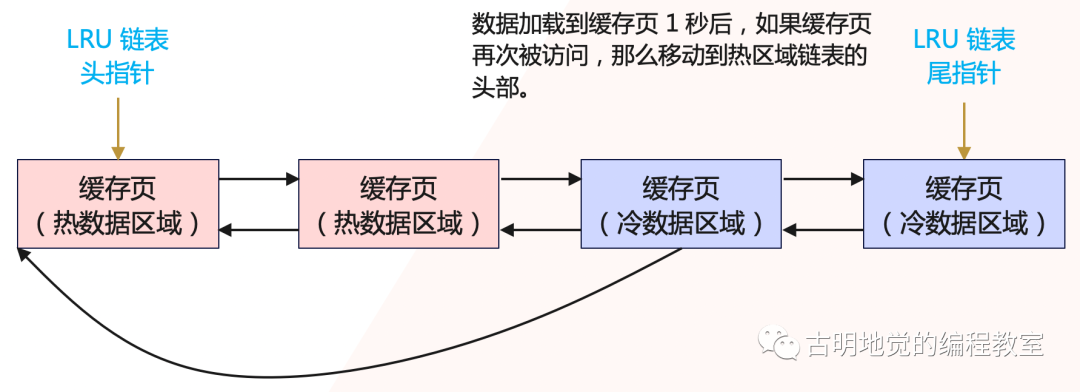 LRU 链表
头指针
数据加载到缓存页 1 秒后，如果缓存页
再次被访问，那么移动到热区域链表的
头部。
LRU 链表
尾指针
缓存页
（热数据区域）
缓存页
（热数据区域）
缓存页
（冷数据区域）
缓存页
（冷数据区域）
古明地觉的编程教室